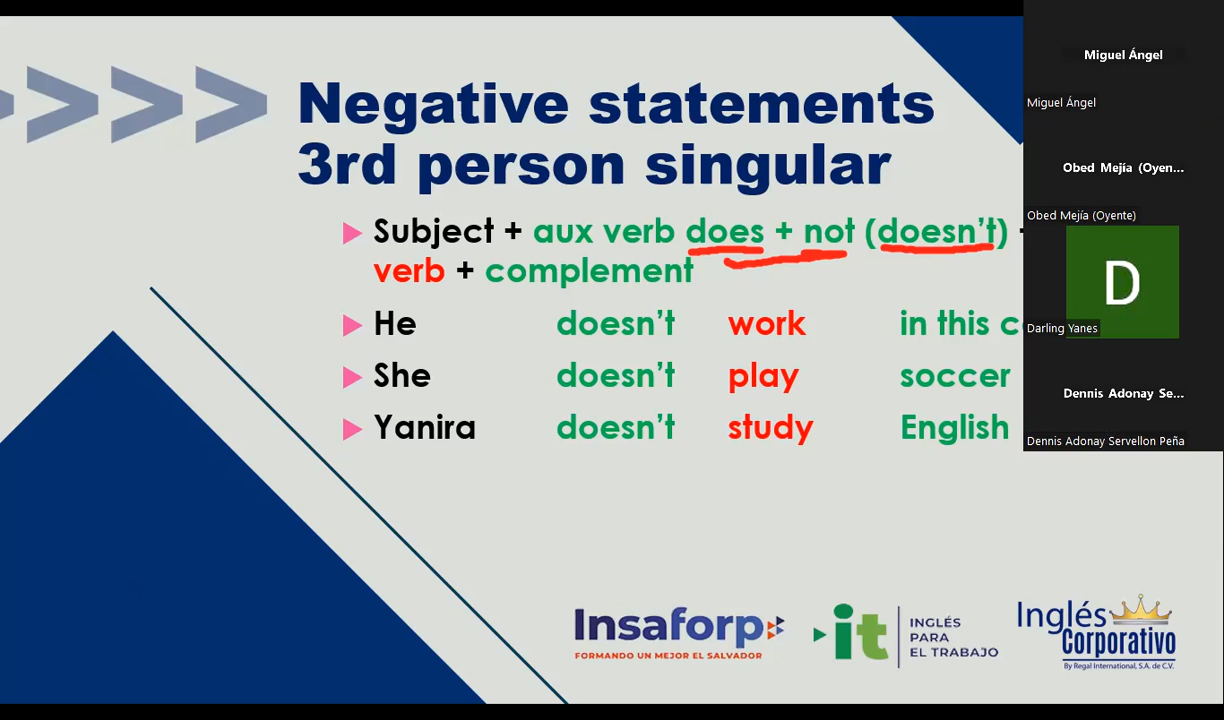 Negative statements
3rd person singular
Subject + aux verb does + not (doesn't)
verb + complement
He doesn't work in this
She doesn't play soccer
Yanira doesn't study English
Insaforp
FORMANDO UN MEJOR EL SALVADOR
it
INGLÉS
PARA
EL TRABAJO
Inglés
Corporativo
By Regal International, S.A. de C.V.
Miguel Ángel
Miguel Ángel
Obed Mejía (Oyen...
Obed Mejía (Oyente)
D
Darling Yanes
Dennis Adonay Se...
Dennis Adonay Servellon Peña